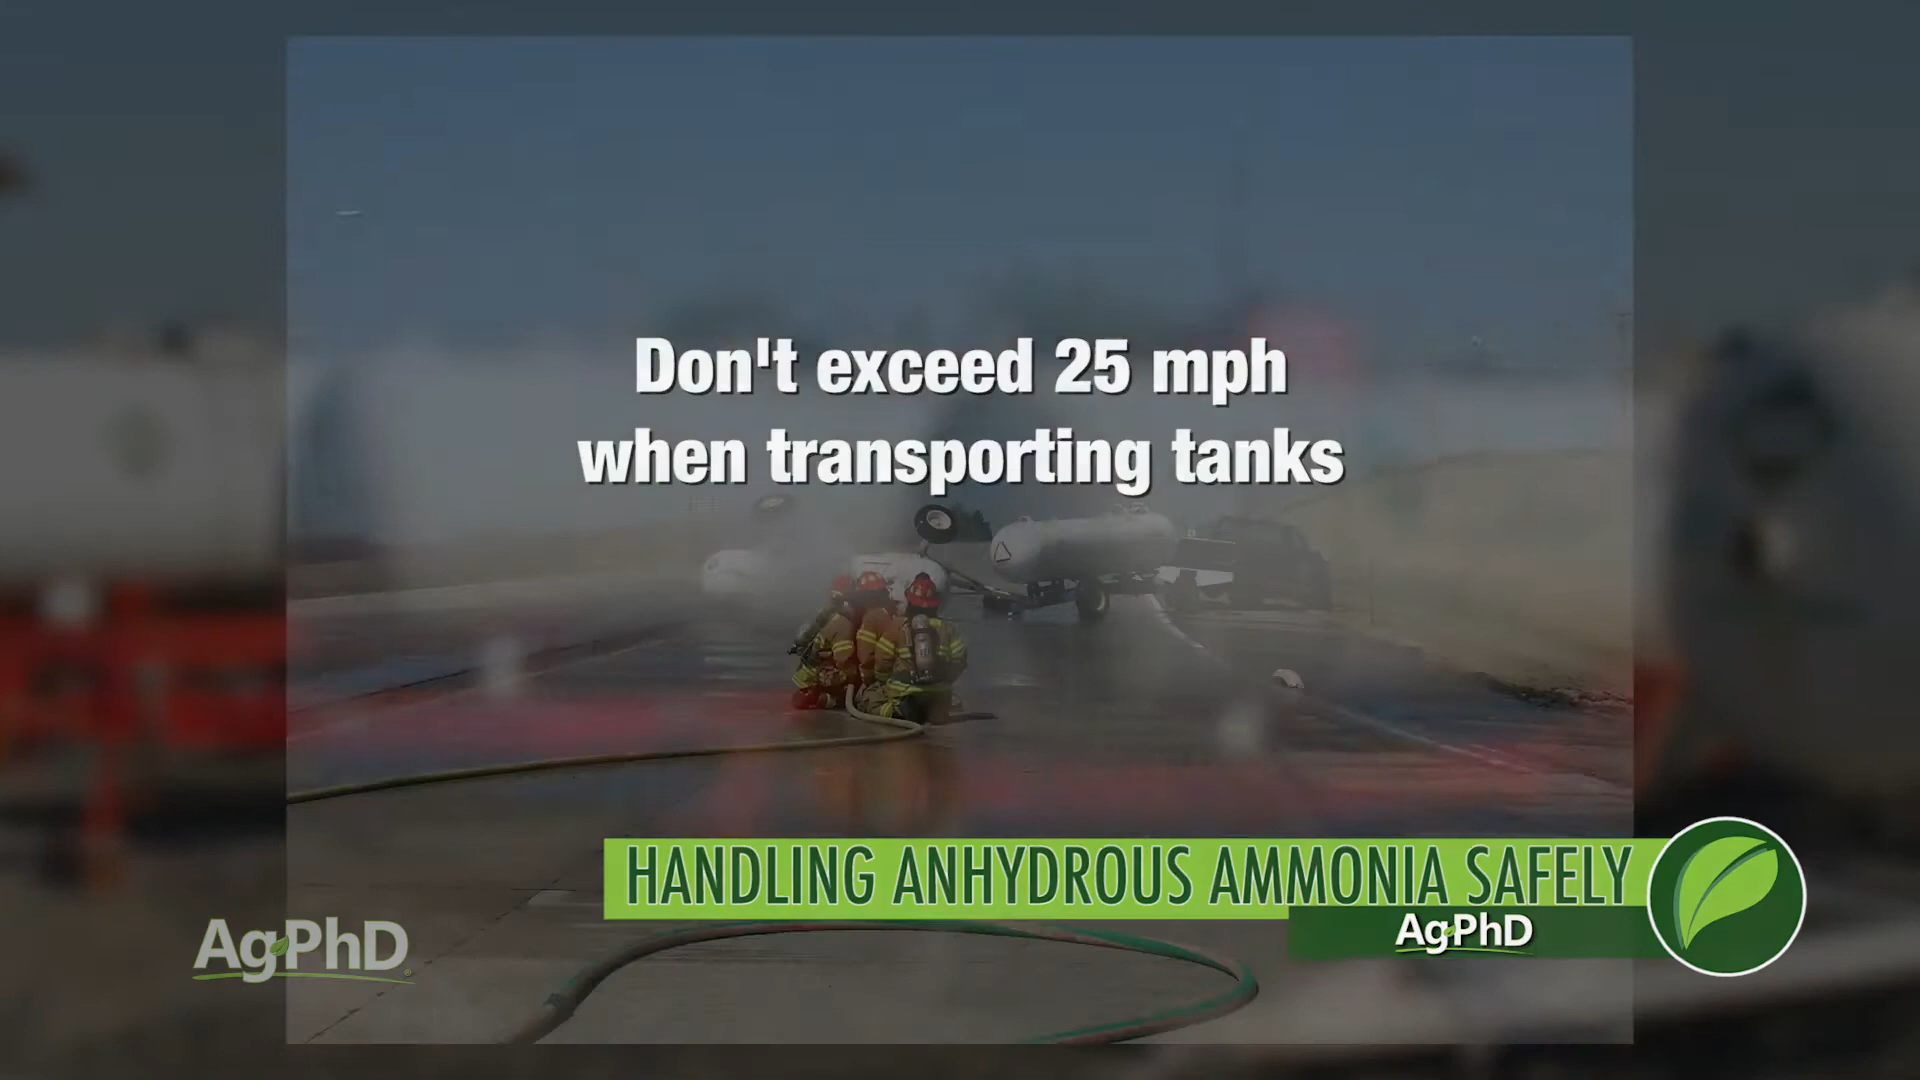 Don't exceed 25 mph
when transporting tanks
HANDLING ANHYDROUS AMMONIA SAFELY
AgPhD
AgPhD